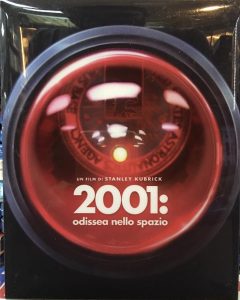 UN FILM DI STANLEY KUBRICK
2001:
odissea nello spazio